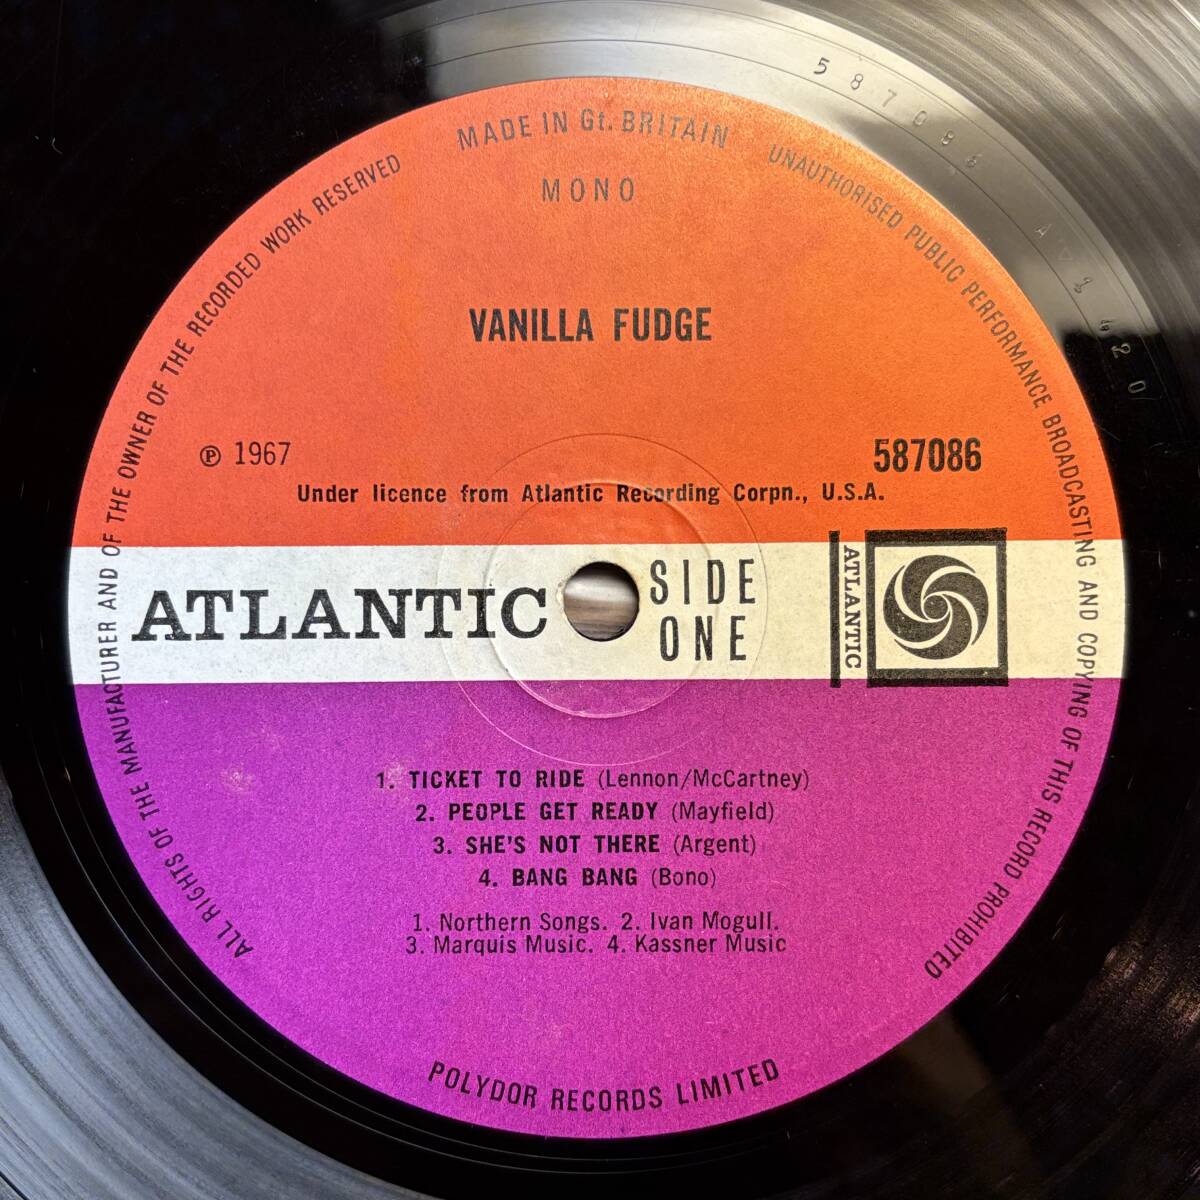 587086 A▽1 420
MADE IN Gt. BRITAIN
UNAUTHORISED PUBLIC PERFORMANCE BROADCASTING AND COPYING OF THIS RECORD PROHIBITED
ALL RIGHTS OF THE MANUFACTURER AND OF THE OWNER OF THE RECORDED WORK RESERVED
MONO
VANILLA FUDGE
℗ 1967
587086
Under licence from Atlantic Recording Corpn., U.S.A.
ATLANTIC
SIDE
ONE
ATLANTIC
1. TICKET TO RIDE (Lennon/McCartney)
2. PEOPLE GET READY (Mayfield)
3. SHE'S NOT THERE (Argent)
4. BANG BANG (Bono)
1. Northern Songs. 2. Ivan Mogull.
3. Marquis Music. 4. Kassner Music
POLYDOR RECORDS LIMITED